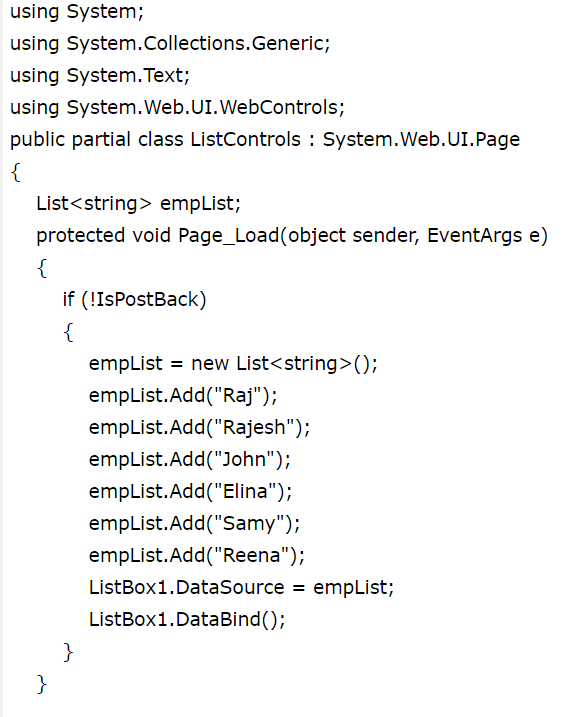 using System;
using System.Collections.Generic;
using System.Text;
using System.Web.UI.WebControls;
public partial class ListControls : System.Web.UI.Page
{
List<string> empList;
protected void Page_Load(object sender, EventArgs e)
{
if (!IsPostBack)
{
empList = new List<string>();
empList.Add("Raj");
empList.Add("Rajesh");
empList.Add("John");
empList.Add("Elina");
empList.Add("Samy");
empList.Add("Reena");
ListBox1.DataSource = empList;
ListBox1.DataBind();
}
}